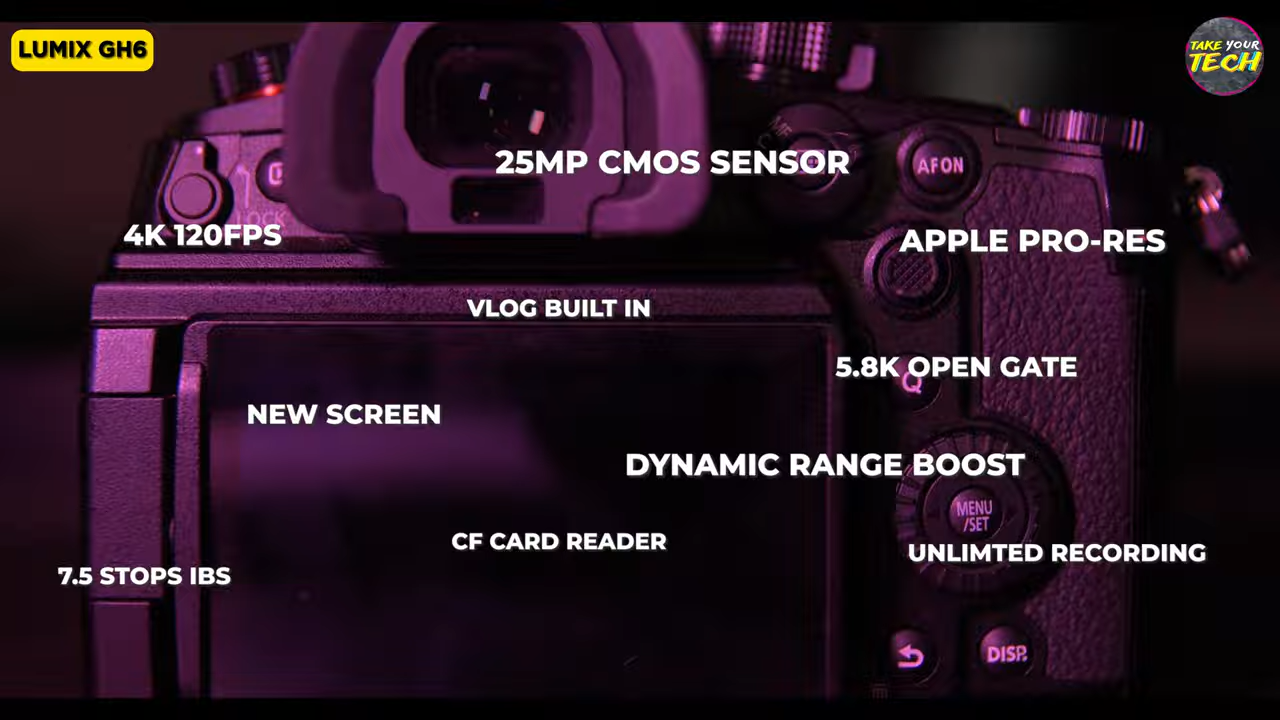 LUMIX GH6
TAKE YOUR
TECH
25MP CMOS SENSOR
AFON
LOCK
4K 120FPS
APPLE PRO-RES
VLOG BUILT IN
5.8K OPEN GATE
Q
NEW SCREEN
DYNAMIC RANGE BOOST
MENU
/SET
CF CARD READER
UNLIMTED RECORDING
7.5 STOPS IBS
DISP.